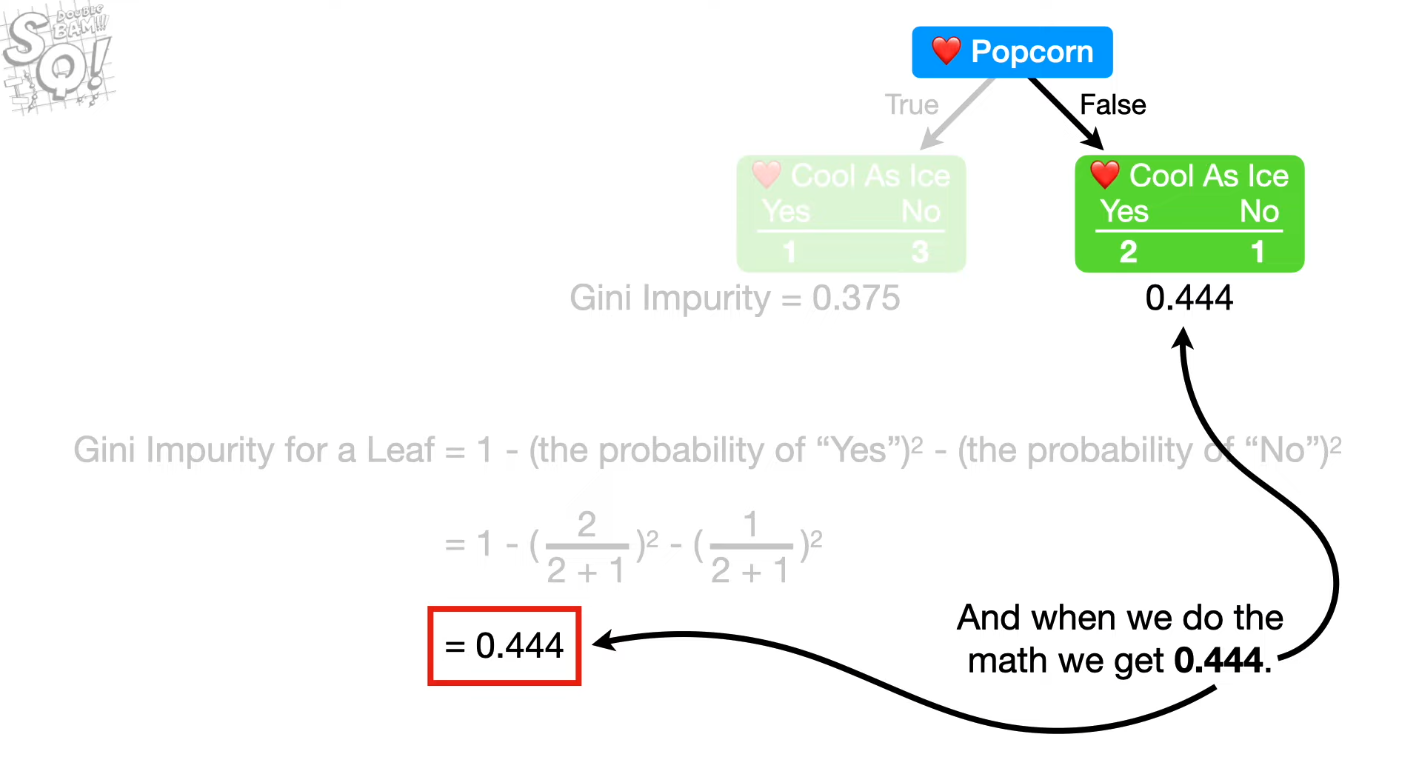 DOUBLE
BAM!!!
SQ!
❤️ Popcorn
True
False
❤️ Cool As Ice
Yes No
1 3
❤️ Cool As Ice
Yes No
2 1
Gini Impurity = 0.375
0.444
Gini Impurity for a Leaf = 1 - (the probability of “Yes”)² - (the probability of “No”)²
= 1 - ( 2 / 2 + 1 )² - ( 1 / 2 + 1 )²
= 0.444
And when we do the
math we get 0.444.